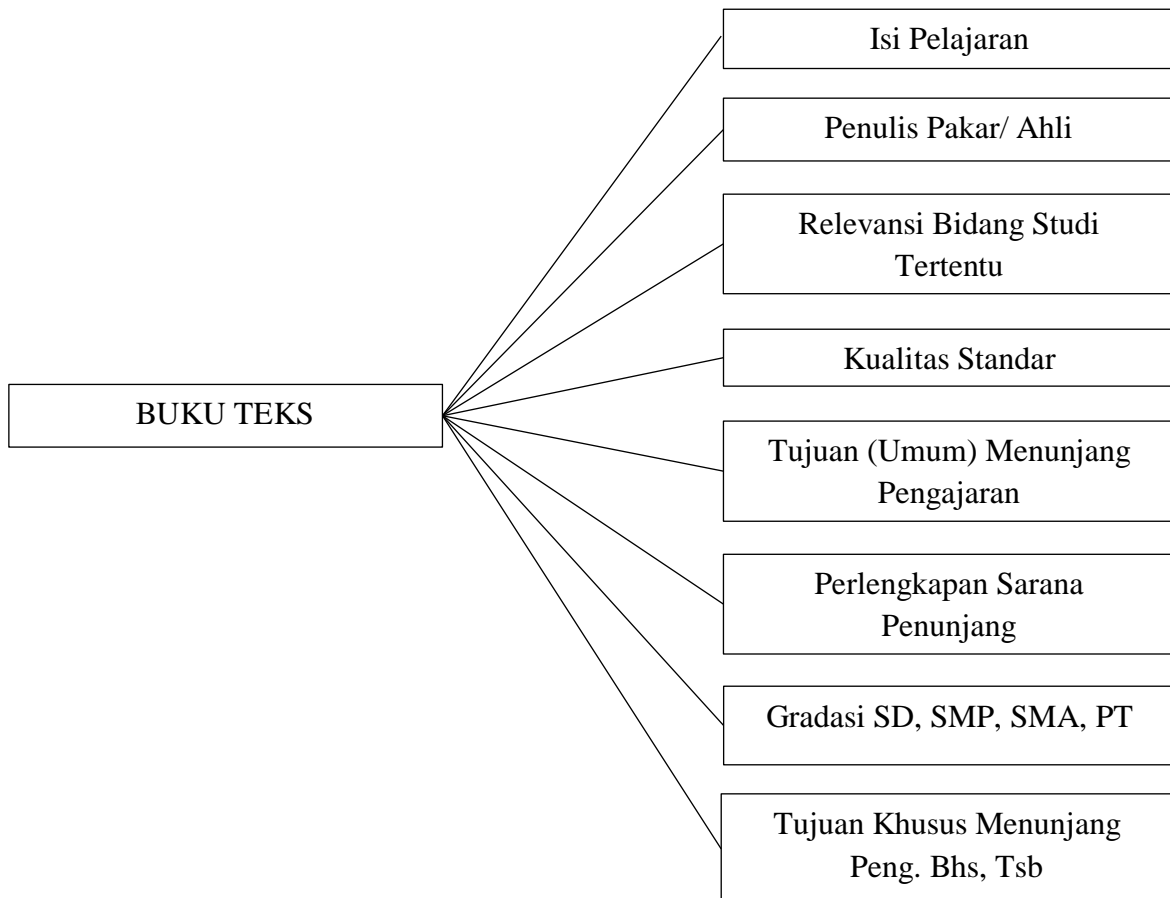 Isi Pelajaran
Penulis Pakar/ Ahli
Relevansi Bidang Studi
Tertentu
Kualitas Standar
BUKU TEKS
Tujuan (Umum) Menunjang
Pengajaran
Perlengkapan Sarana
Penunjang
Gradasi SD, SMP, SMA, PT
Tujuan Khusus Menunjang
Peng. Bhs, Tsb